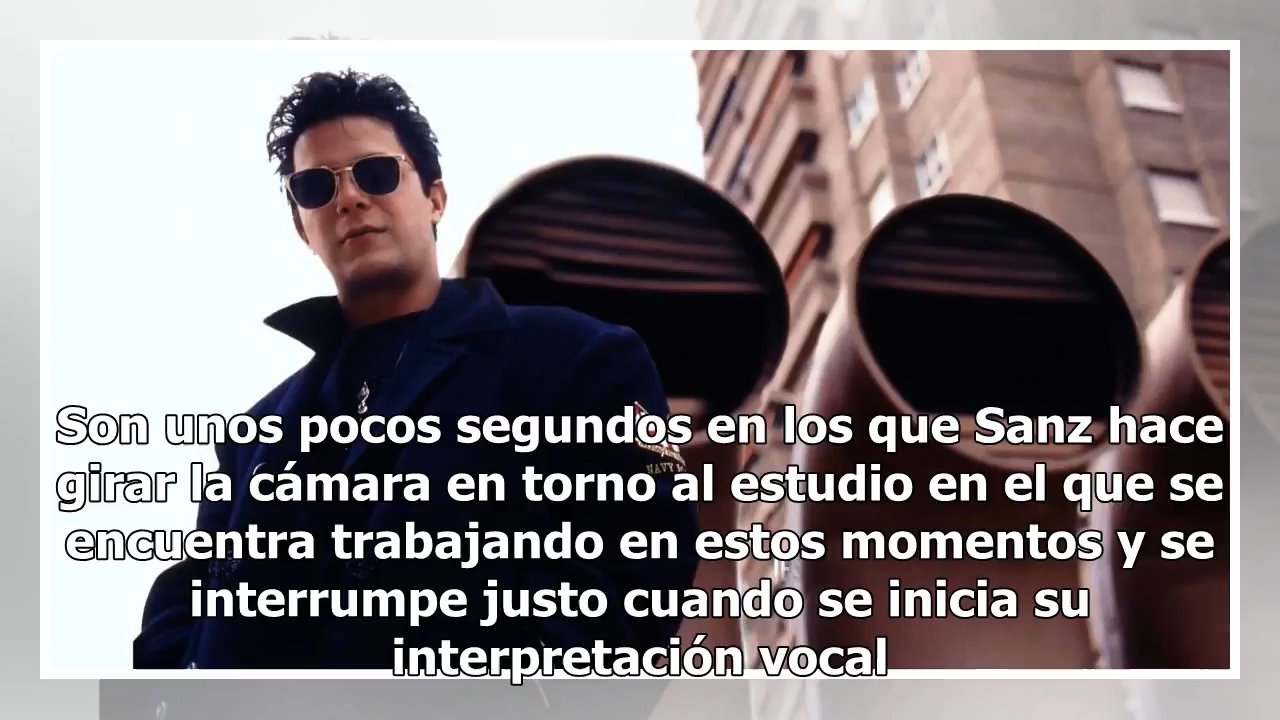 Son unos pocos segundos en los que Sanz hace
girar la cámara en torno al estudio en el que se
encuentra trabajando en estos momentos y se
interrumpe justo cuando se inicia su
interpretación vocal
NAVY